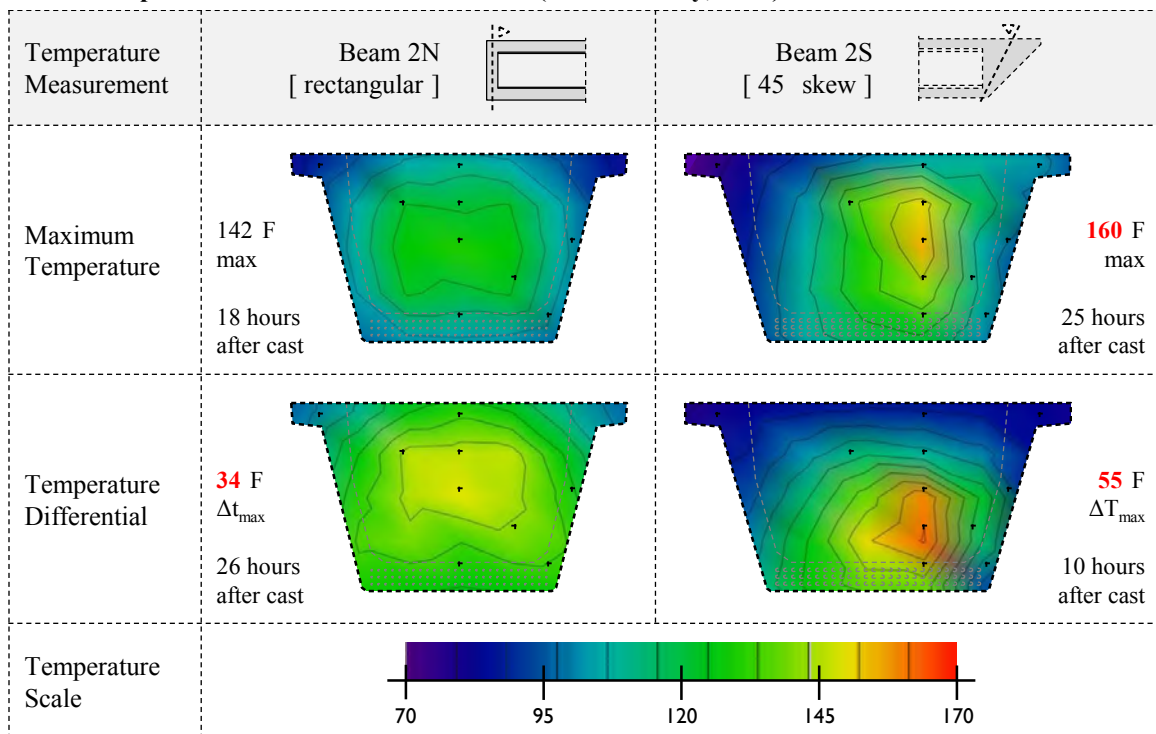 Temperature Measurement
Beam 2N
[ rectangular ]
Beam 2S
[ 45 skew ]
Maximum Temperature
142 F
max
18 hours
after cast
160 F
max
25 hours
after cast
Temperature Differential
34 F
Δtmax
26 hours
after cast
55 F
ΔTmax
10 hours
after cast
Temperature Scale
70 95 120 145 170